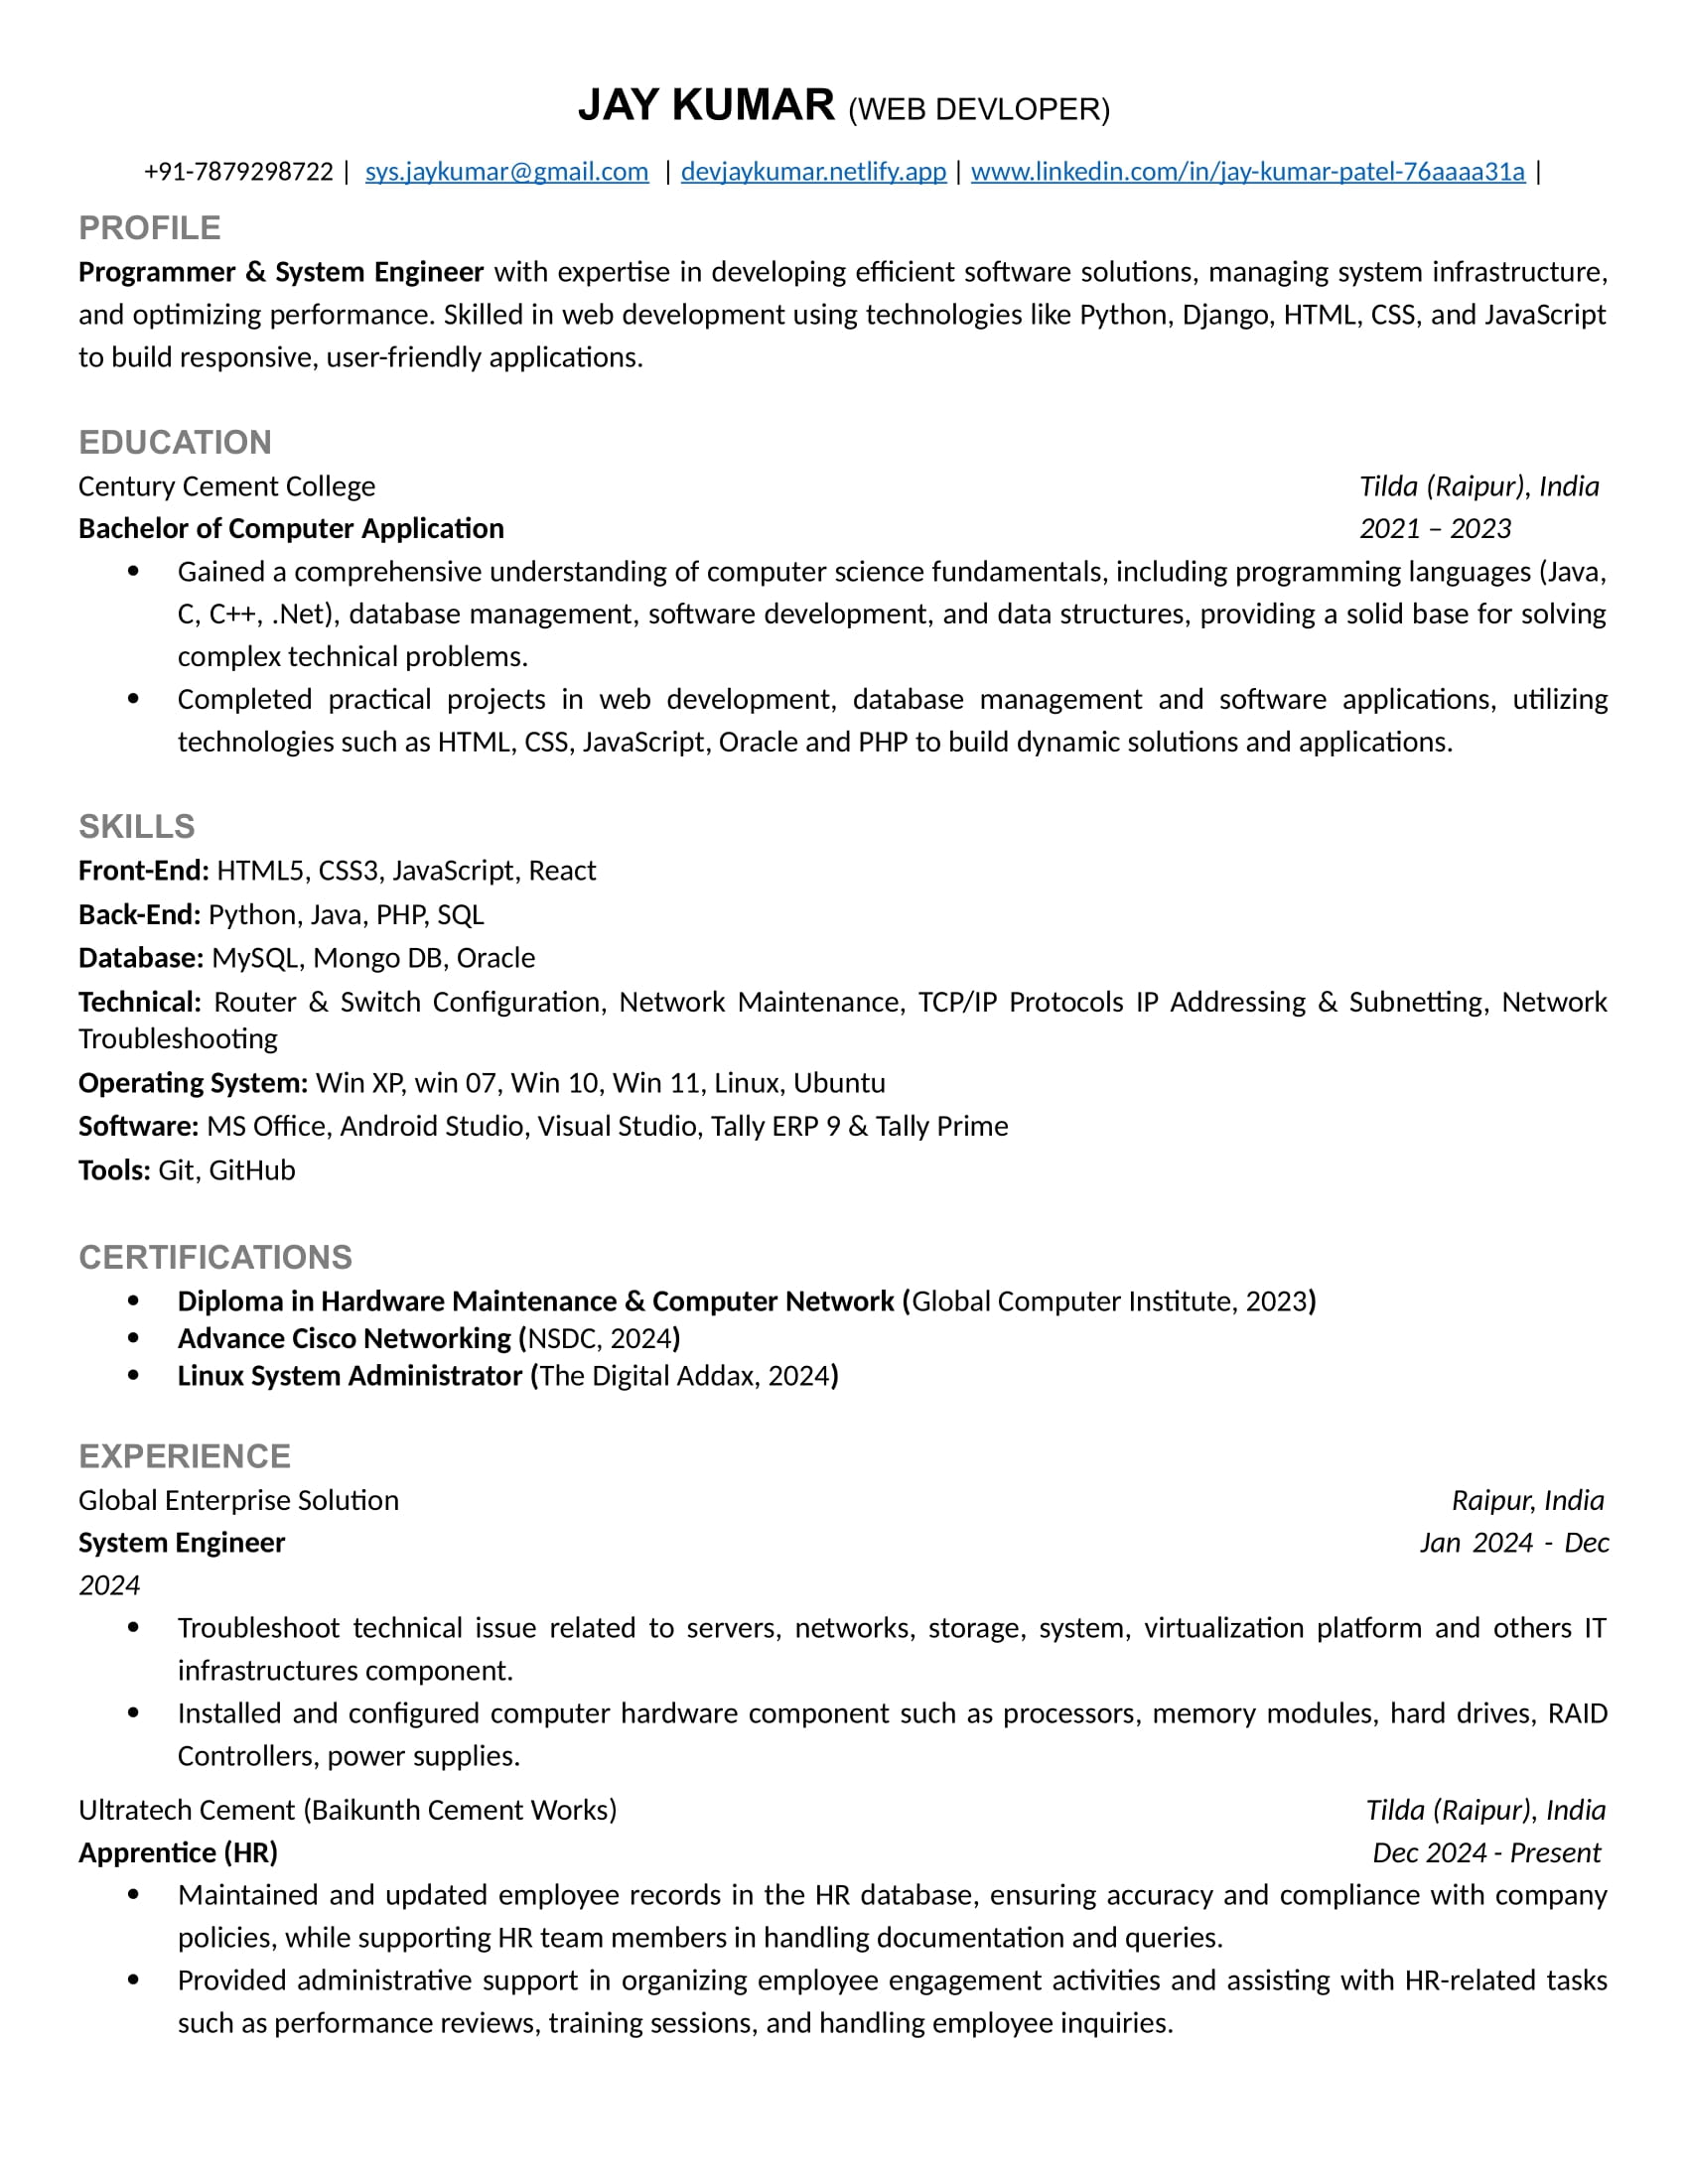 JAY KUMAR (WEB DEVLOPER)
+91-7879298722 | sys.jaykumar@gmail.com | devjaykumar.netlify.app | www.linkedin.com/in/jay-kumar-patel-76aaaa31a |
PROFILE
Programmer & System Engineer with expertise in developing efficient software solutions, managing system infrastructure,
and optimizing performance. Skilled in web development using technologies like Python, Django, HTML, CSS, and JavaScript
to build responsive, user-friendly applications.
EDUCATION
Century Cement College Tilda (Raipur), India
Bachelor of Computer Application 2021 – 2023
• Gained a comprehensive understanding of computer science fundamentals, including programming languages (Java,
C, C++, .Net), database management, software development, and data structures, providing a solid base for solving
complex technical problems.
• Completed practical projects in web development, database management and software applications, utilizing
technologies such as HTML, CSS, JavaScript, Oracle and PHP to build dynamic solutions and applications.
SKILLS
Front-End: HTML5, CSS3, JavaScript, React
Back-End: Python, Java, PHP, SQL
Database: MySQL, Mongo DB, Oracle
Technical: Router & Switch Configuration, Network Maintenance, TCP/IP Protocols IP Addressing & Subnetting, Network
Troubleshooting
Operating System: Win XP, win 07, Win 10, Win 11, Linux, Ubuntu
Software: MS Office, Android Studio, Visual Studio, Tally ERP 9 & Tally Prime
Tools: Git, GitHub
CERTIFICATIONS
• Diploma in Hardware Maintenance & Computer Network (Global Computer Institute, 2023)
• Advance Cisco Networking (NSDC, 2024)
• Linux System Administrator (The Digital Addax, 2024)
EXPERIENCE
Global Enterprise Solution Raipur, India
System Engineer Jan 2024 - Dec
2024
• Troubleshoot technical issue related to servers, networks, storage, system, virtualization platform and others IT
infrastructures component.
• Installed and configured computer hardware component such as processors, memory modules, hard drives, RAID
Controllers, power supplies.
Ultratech Cement (Baikunth Cement Works) Tilda (Raipur), India
Apprentice (HR) Dec 2024 - Present
• Maintained and updated employee records in the HR database, ensuring accuracy and compliance with company
policies, while supporting HR team members in handling documentation and queries.
• Provided administrative support in organizing employee engagement activities and assisting with HR-related tasks
such as performance reviews, training sessions, and handling employee inquiries.